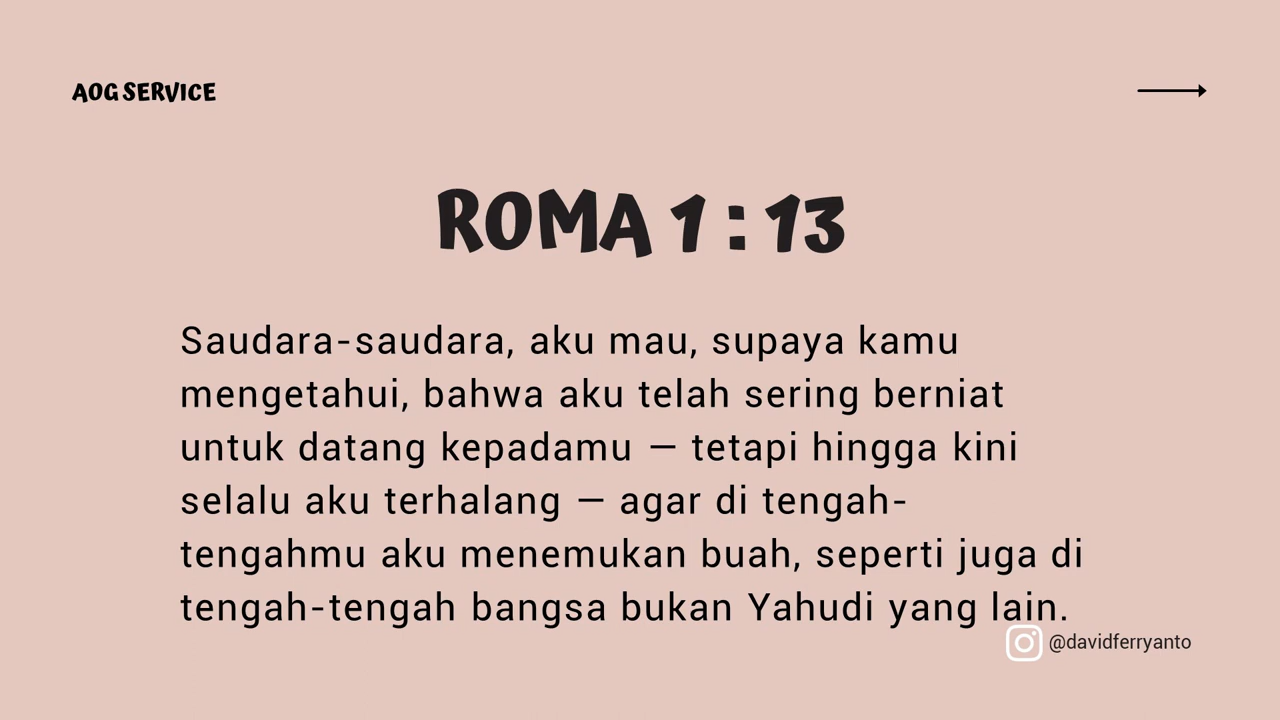 AOG SERVICE
ROMA 1 : 13
Saudara-saudara, aku mau, supaya kamu
mengetahui, bahwa aku telah sering berniat
untuk datang kepadamu — tetapi hingga kini
selalu aku terhalang — agar di tengah-
tengahmu aku menemukan buah, seperti juga di
tengah-tengah bangsa bukan Yahudi yang lain.
@davidferryanto